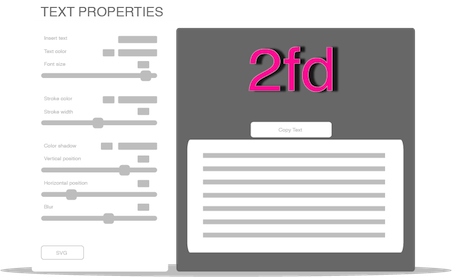 TEXT PROPERTIES
Insert text
Text color
Font size
Stroke color
Stroke width
Color shadow
Vertical position
Horizontal position
Blur
SVG
2fd
Copy Text